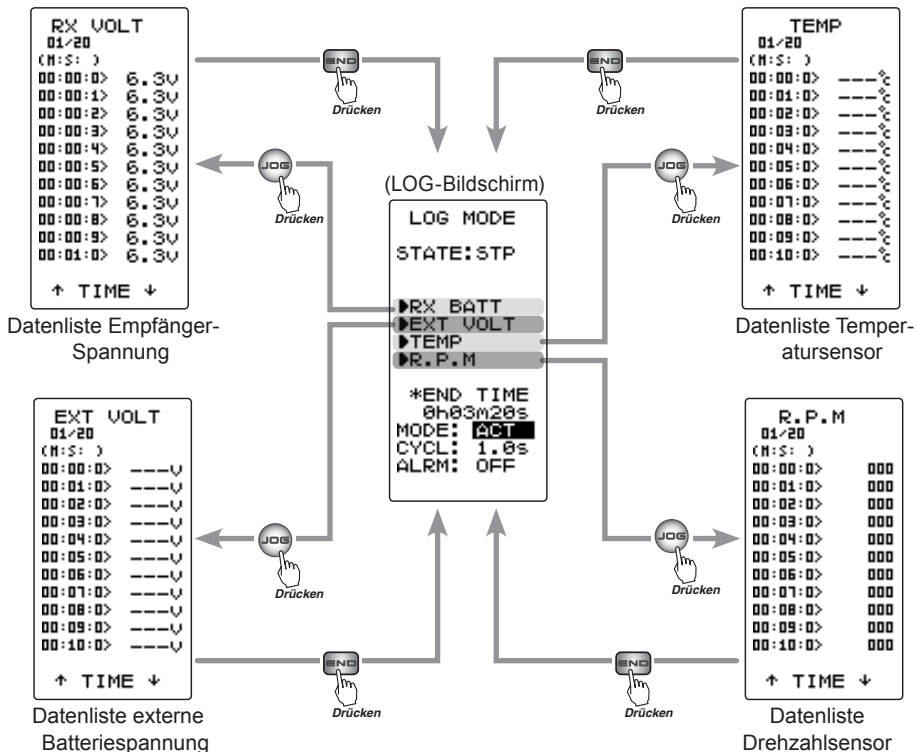 RX VOLT
01/20
(M:S: )
00:00:0> 6.3V
00:00:1> 6.3V
00:00:2> 6.3V
00:00:3> 6.3V
00:00:4> 6.3V
00:00:5> 6.3V
00:00:6> 6.3V
00:00:7> 6.3V
00:00:8> 6.3V
00:00:9> 6.3V
00:01:0> 6.3V
↑ TIME ↓
Datenliste Empfänger-
Spannung
END
Drücken
JOG
Drücken
END
Drücken
JOG
Drücken
TEMP
01/20
(M:S: )
00:00:0> ---°c
00:01:0> ---°c
00:02:0> ---°c
00:03:0> ---°c
00:04:0> ---°c
00:05:0> ---°c
00:06:0> ---°c
00:07:0> ---°c
00:08:0> ---°c
00:09:0> ---°c
00:10:0> ---°c
↑ TIME ↓
Datenliste Temper-
atursensor
(LOG-Bildschirm)
LOG MODE
STATE:STP
▶RX BATT
▶EXT VOLT
▶TEMP
▶R.P.M
*END TIME
0h03m20s
MODE: ACT
CYCL: 1.0s
ALRM: OFF
EXT VOLT
01/20
(M:S: )
00:00:0> ---V
00:01:0> ---V
00:02:0> ---V
00:03:0> ---V
00:04:0> ---V
00:05:0> ---V
00:06:0> ---V
00:07:0> ---V
00:08:0> ---V
00:09:0> ---V
00:10:0> ---V
↑ TIME ↓
Datenliste externe
Batteriespannung
JOG
Drücken
END
Drücken
JOG
Drücken
END
Drücken
R.P.M
01/20
(M:S: )
00:00:0> 000
00:01:0> 000
00:02:0> 000
00:03:0> 000
00:04:0> 000
00:05:0> 000
00:06:0> 000
00:07:0> 000
00:08:0> 000
00:09:0> 000
00:10:0> 000
↑ TIME ↓
Datenliste
Drehzahlsensor